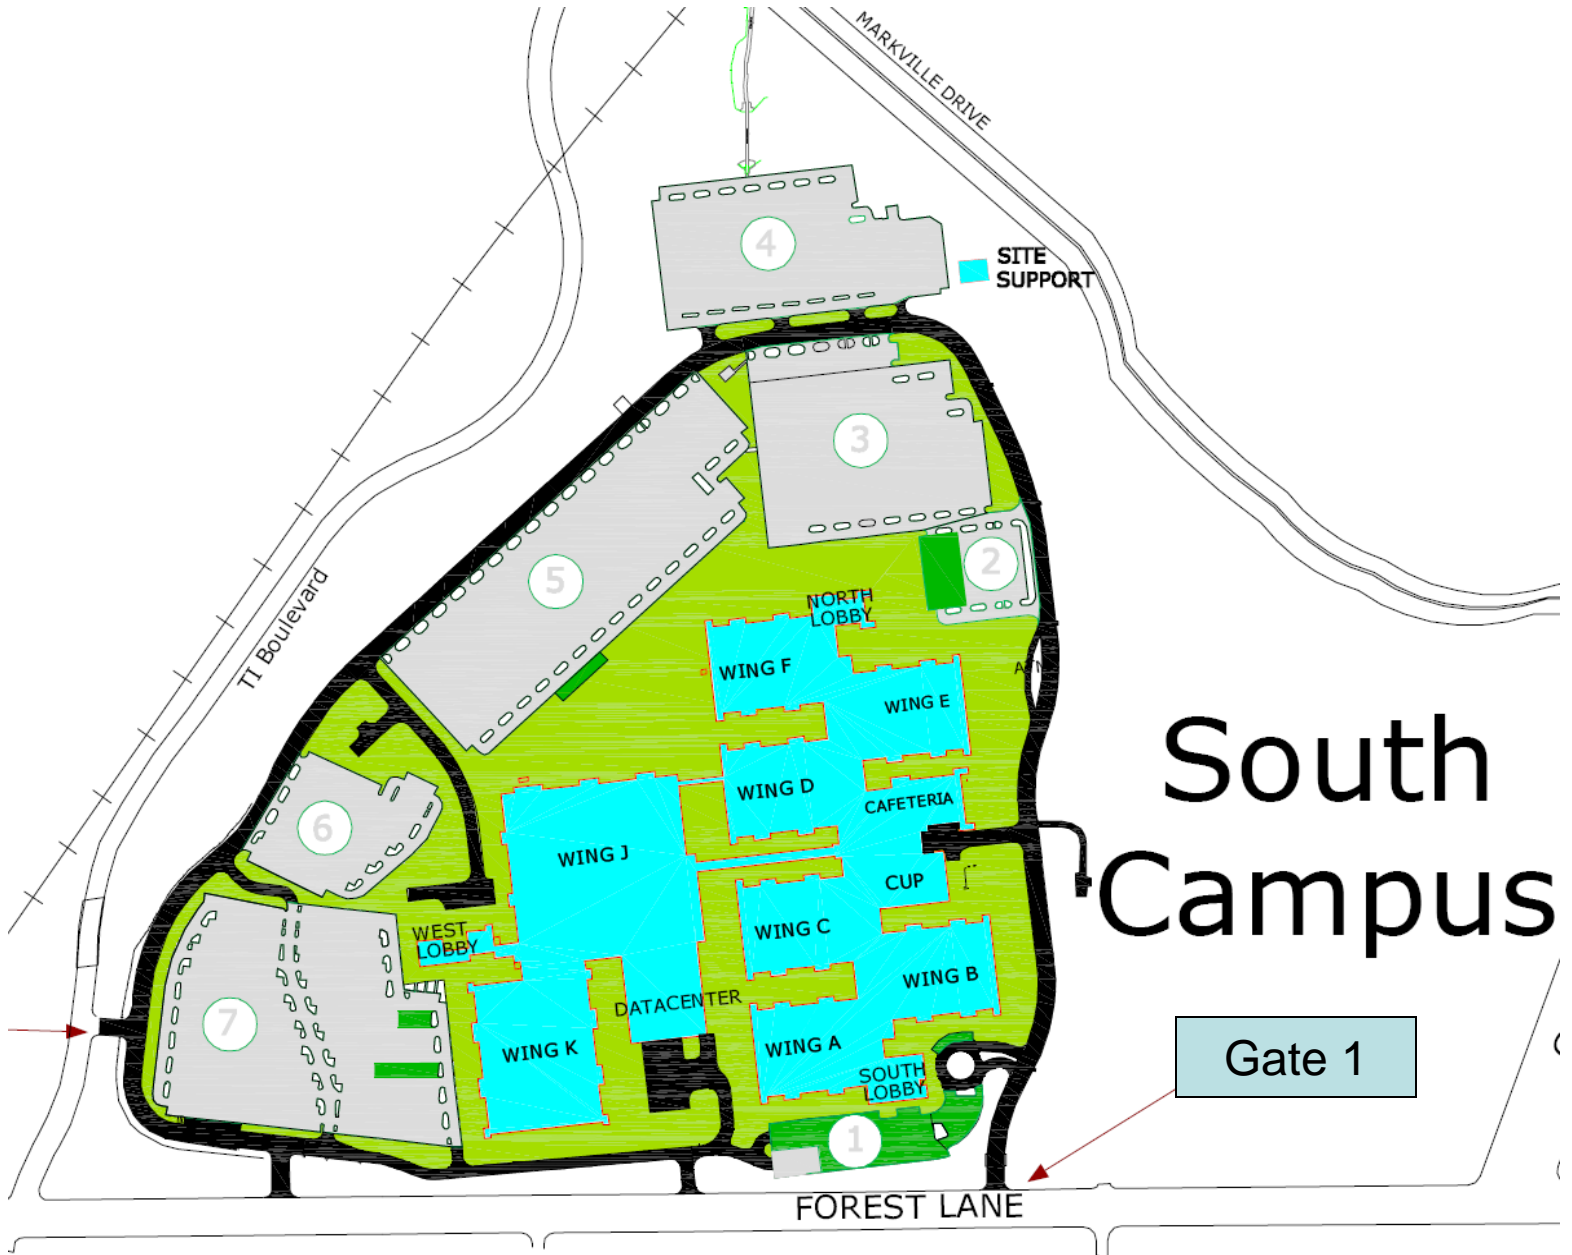 MARKVILLE DRIVE
4
SITE
SUPPORT
3
2
5
TI Boulevard
NORTH
LOBBY
WING F
WING E
WING D
CAFETERIA
South
Campus
6
WING J
CUP
WEST
LOBBY
WING C
WING B
DATACENTER
7
WING K
WING A
SOUTH
LOBBY
Gate 1
1
FOREST LANE